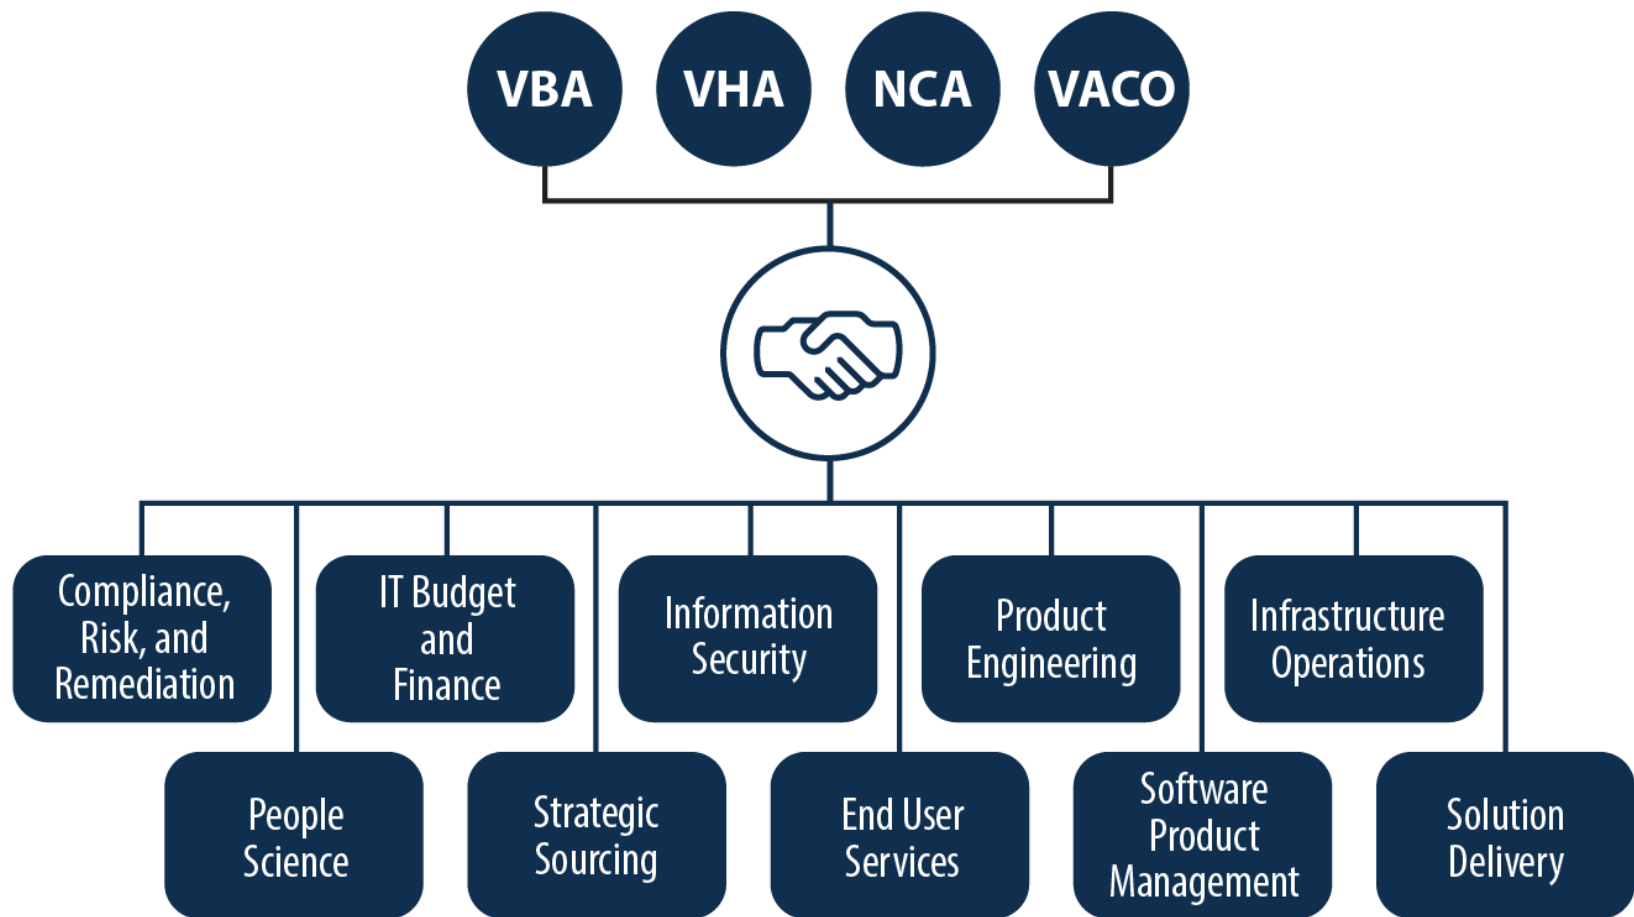 VBA
VHA
NCA
VACO
Compliance,
Risk, and
Remediation
IT Budget
and
Finance
Information
Security
Product
Engineering
Infrastructure
Operations
People
Science
Strategic
Sourcing
End User
Services
Software
Product
Management
Solution
Delivery